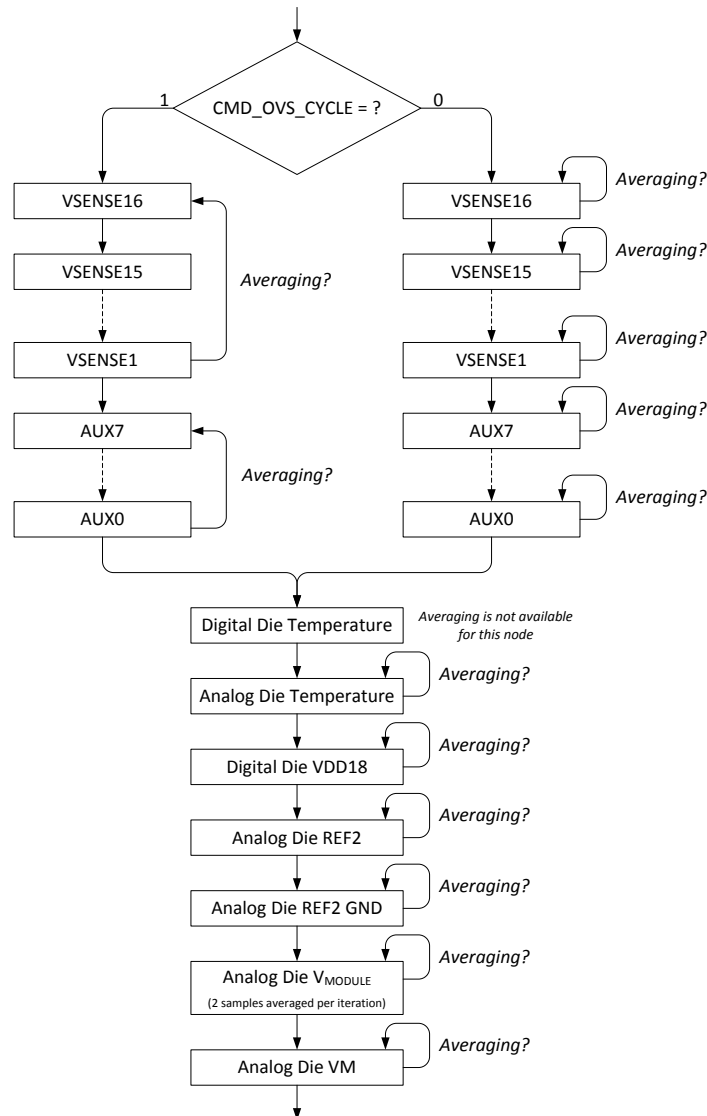 CMD_OVS_CYCLE = ?
1
0
VSENSE16
VSENSE16
Averaging?
VSENSE15
VSENSE15
Averaging?
Averaging?
VSENSE1
VSENSE1
Averaging?
AUX7
AUX7
Averaging?
Averaging?
AUX0
AUX0
Averaging?
Digital Die Temperature
Averaging is not available
for this node
Analog Die Temperature
Averaging?
Digital Die VDD18
Averaging?
Analog Die REF2
Averaging?
Analog Die REF2 GND
Averaging?
Analog Die VMODULE
(2 samples averaged per iteration)
Averaging?
Analog Die VM
Averaging?